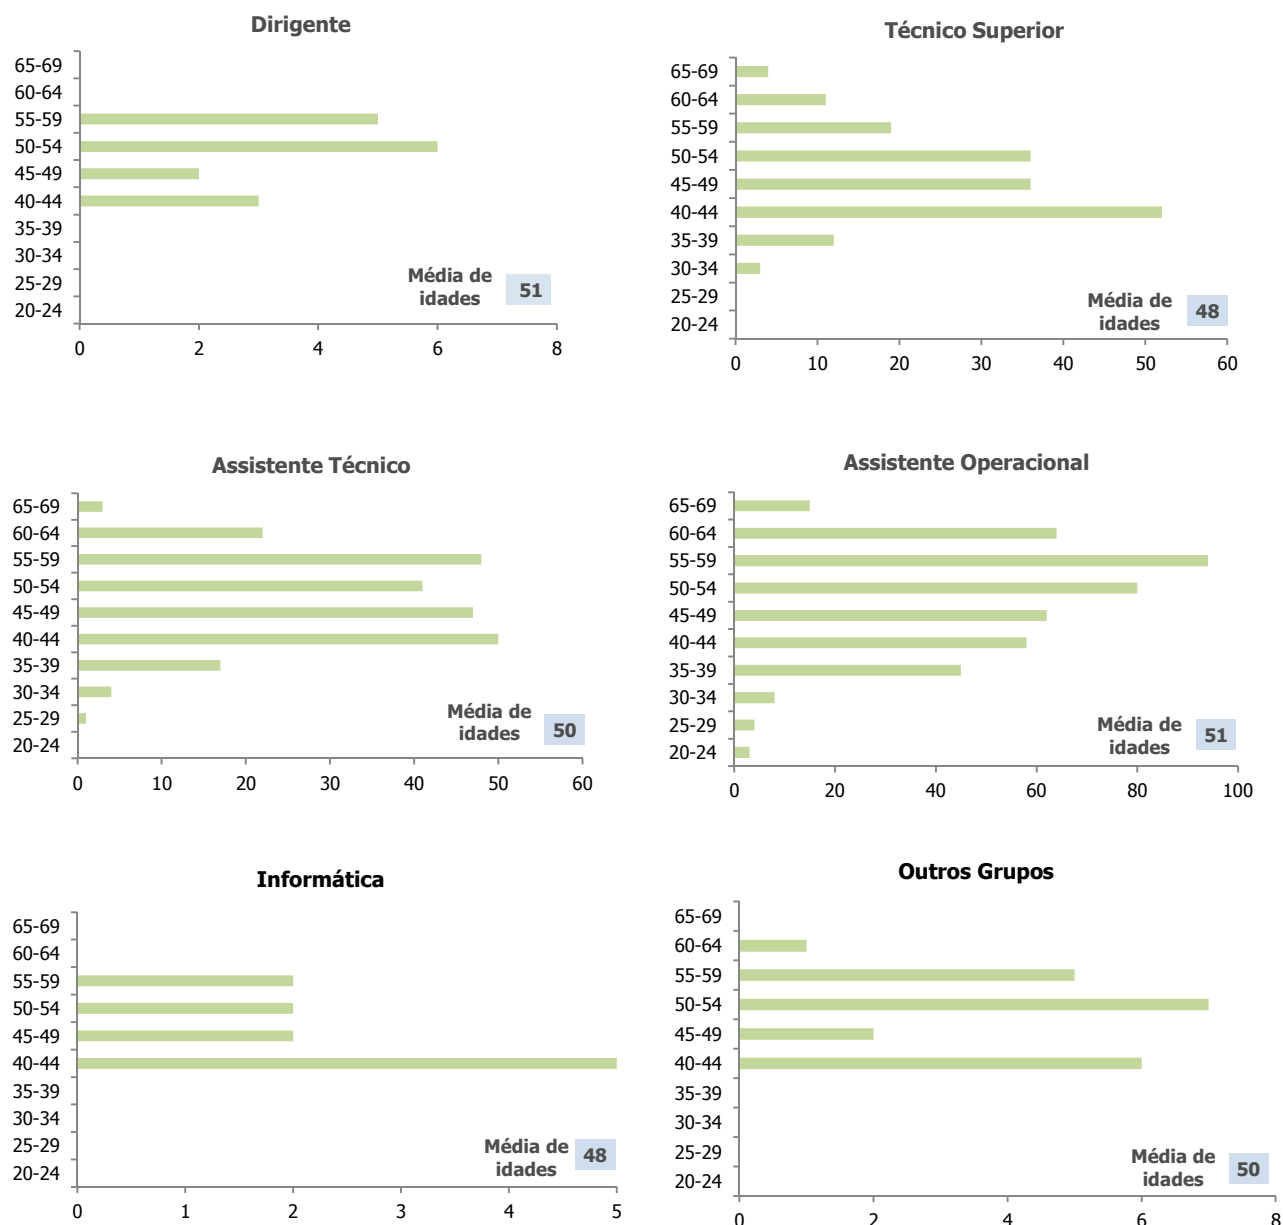 Dirigente
65-69
60-64
55-59
50-54
45-49
40-44
35-39
30-34
25-29
20-24
0 2 4 6 8
Média de
idades
51
Técnico Superior
65-69
60-64
55-59
50-54
45-49
40-44
35-39
30-34
25-29
20-24
0 10 20 30 40 50 60
Média de
idades
48
Assistente Técnico
65-69
60-64
55-59
50-54
45-49
40-44
35-39
30-34
25-29
20-24
0 10 20 30 40 50 60
Média de
idades
50
Assistente Operacional
65-69
60-64
55-59
50-54
45-49
40-44
35-39
30-34
25-29
20-24
0 20 40 60 80 100
Média de
idades
51
Informática
65-69
60-64
55-59
50-54
45-49
40-44
35-39
30-34
25-29
20-24
0 1 2 3 4 5
Média de
idades
48
Outros Grupos
65-69
60-64
55-59
50-54
45-49
40-44
35-39
30-34
25-29
20-24
0 2 4 6 8
Média de
idades
50